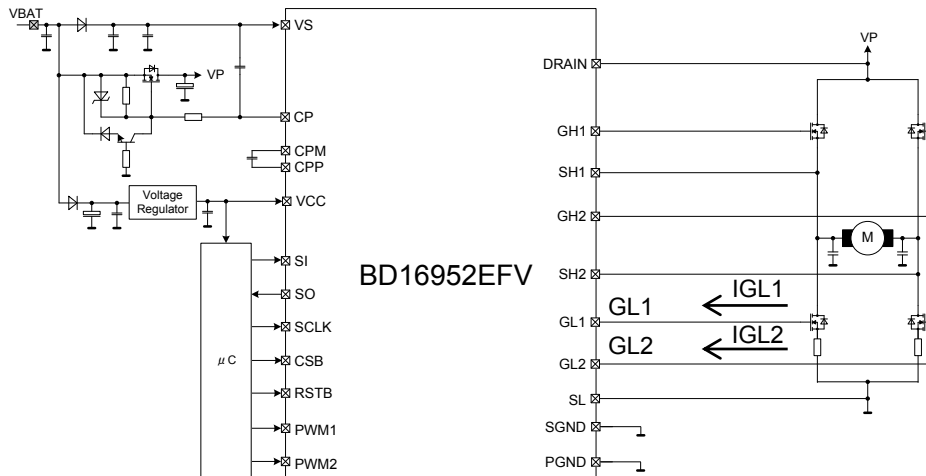 VBAT
VS
VP
CP
CPM
CPP
Voltage
Regulator
VCC
SI
SO
SCLK
μC
CSB
RSTB
PWM1
PWM2
BD16952EFV
VP
DRAIN
GH1
SH1
GH2
M
SH2
GL1
IGL1
GL1
GL2
IGL2
GL2
SL
SGND
PGND